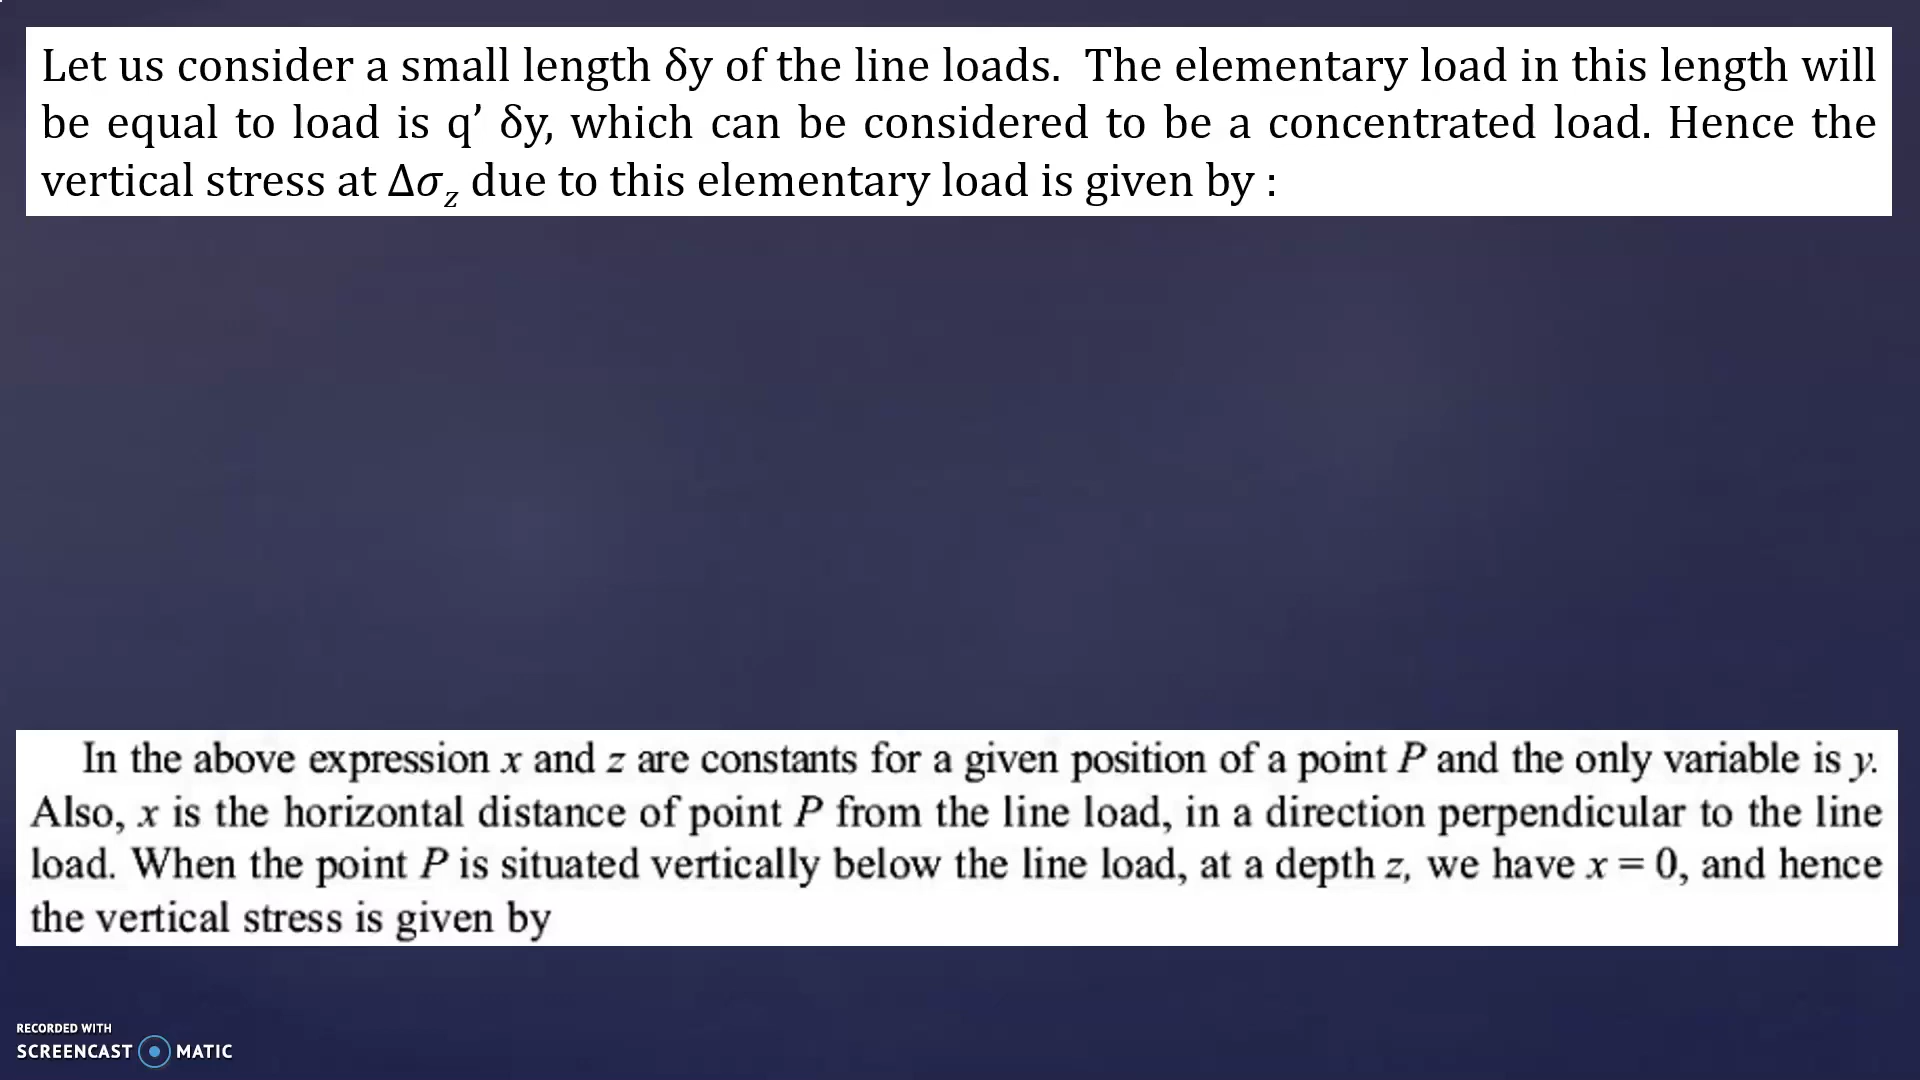 Let us consider a small length δy of the line loads. The elementary load in this length will
be equal to load is q’ δy, which can be considered to be a concentrated load. Hence the
vertical stress at Δσz due to this elementary load is given by :
In the above expression x and z are constants for a given position of a point P and the only variable is y.
Also, x is the horizontal distance of point P from the line load, in a direction perpendicular to the line
load. When the point P is situated vertically below the line load, at a depth z, we have x = 0, and hence
the vertical stress is given by
RECORDED WITH
SCREENCAST MATIC